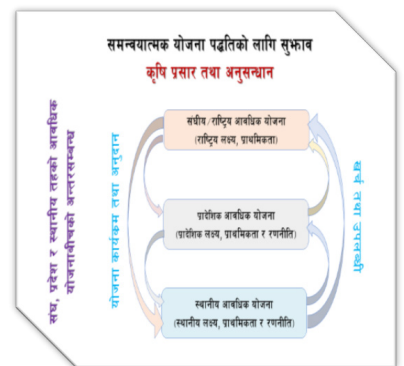 समन्वयात्मक योजना पद्धतिको लागि सुझाव
कृषि प्रसार तथा अनुसन्धान
संघ, प्रदेश र स्थानीय तहको आवधिक
योजनाबीचको अन्तरसम्बन्ध
योजना कार्यक्रम तथा अनुदान
संघीय/राष्ट्रिय आवधिक योजना
(राष्ट्रिय लक्ष्य, प्राथमिकता)
प्रादेशिक आवधिक योजना
(प्रादेशिक लक्ष्य, प्राथमिकता र रणनीति)
स्थानीय आवधिक योजना
(स्थानीय लक्ष्य, प्राथमिकता र रणनीति)
खर्च तथा उपलब्धी